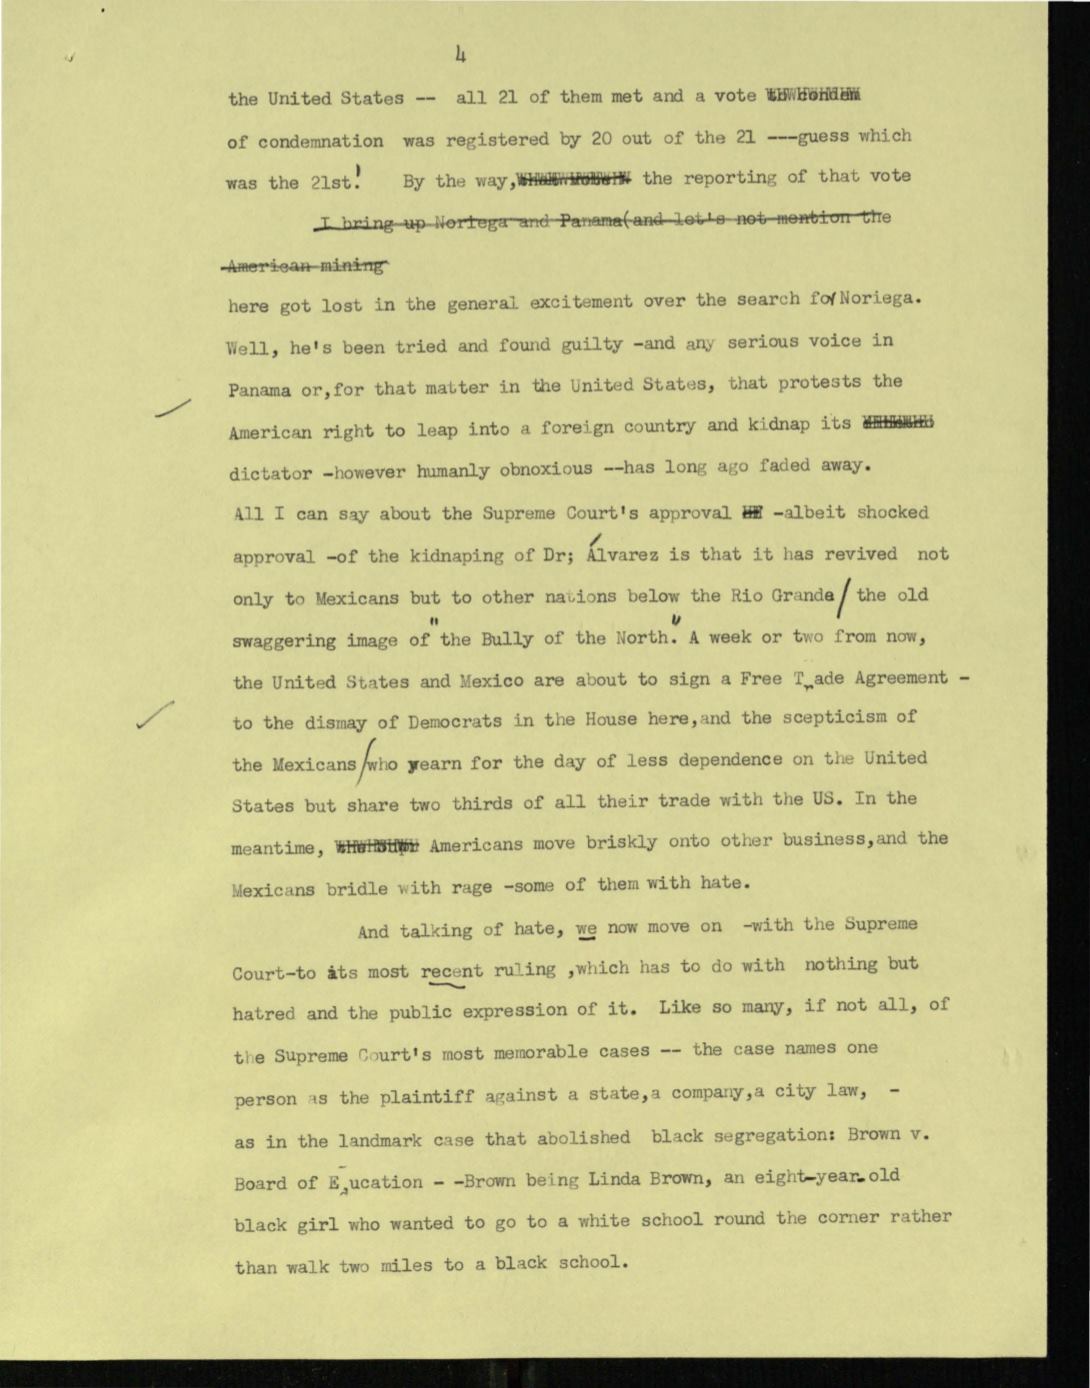 4
the United States -- all 21 of them met and a vote
of condemnation was registered by 20 out of the 21 ---guess which
was the 21st! By the way, the reporting of that vote
I bring up Noriega and Panama(and let's not mention the
American mining
here got lost in the general excitement over the search for Noriega.
Well, he's been tried and found guilty -and any serious voice in
Panama or,for that matter in the United States, that protests the
American right to leap into a foreign country and kidnap its
dictator -however humanly obnoxious --has long ago faded away.
All I can say about the Supreme Court's approval -albeit shocked
approval -of the kidnaping of Dr; Álvarez is that it has revived not
only to Mexicans but to other nations below the Rio Grande/ the old
swaggering image of "the Bully of the North." A week or two from now,
the United States and Mexico are about to sign a Free Trade Agreement -
to the dismay of Democrats in the House here,and the scepticism of
the Mexicans/who yearn for the day of less dependence on the United
States but share two thirds of all their trade with the US. In the
meantime, Americans move briskly onto other business,and the
Mexicans bridle with rage -some of them with hate.
And talking of hate, we now move on -with the Supreme
Court-to its most recent ruling ,which has to do with nothing but
hatred and the public expression of it. Like so many, if not all, of
the Supreme Court's most memorable cases -- the case names one
person as the plaintiff against a state,a company,a city law, -
as in the landmark case that abolished black segregation: Brown v.
Board of E,ucation - -Brown being Linda Brown, an eight-year-old
black girl who wanted to go to a white school round the corner rather
than walk two miles to a black school.